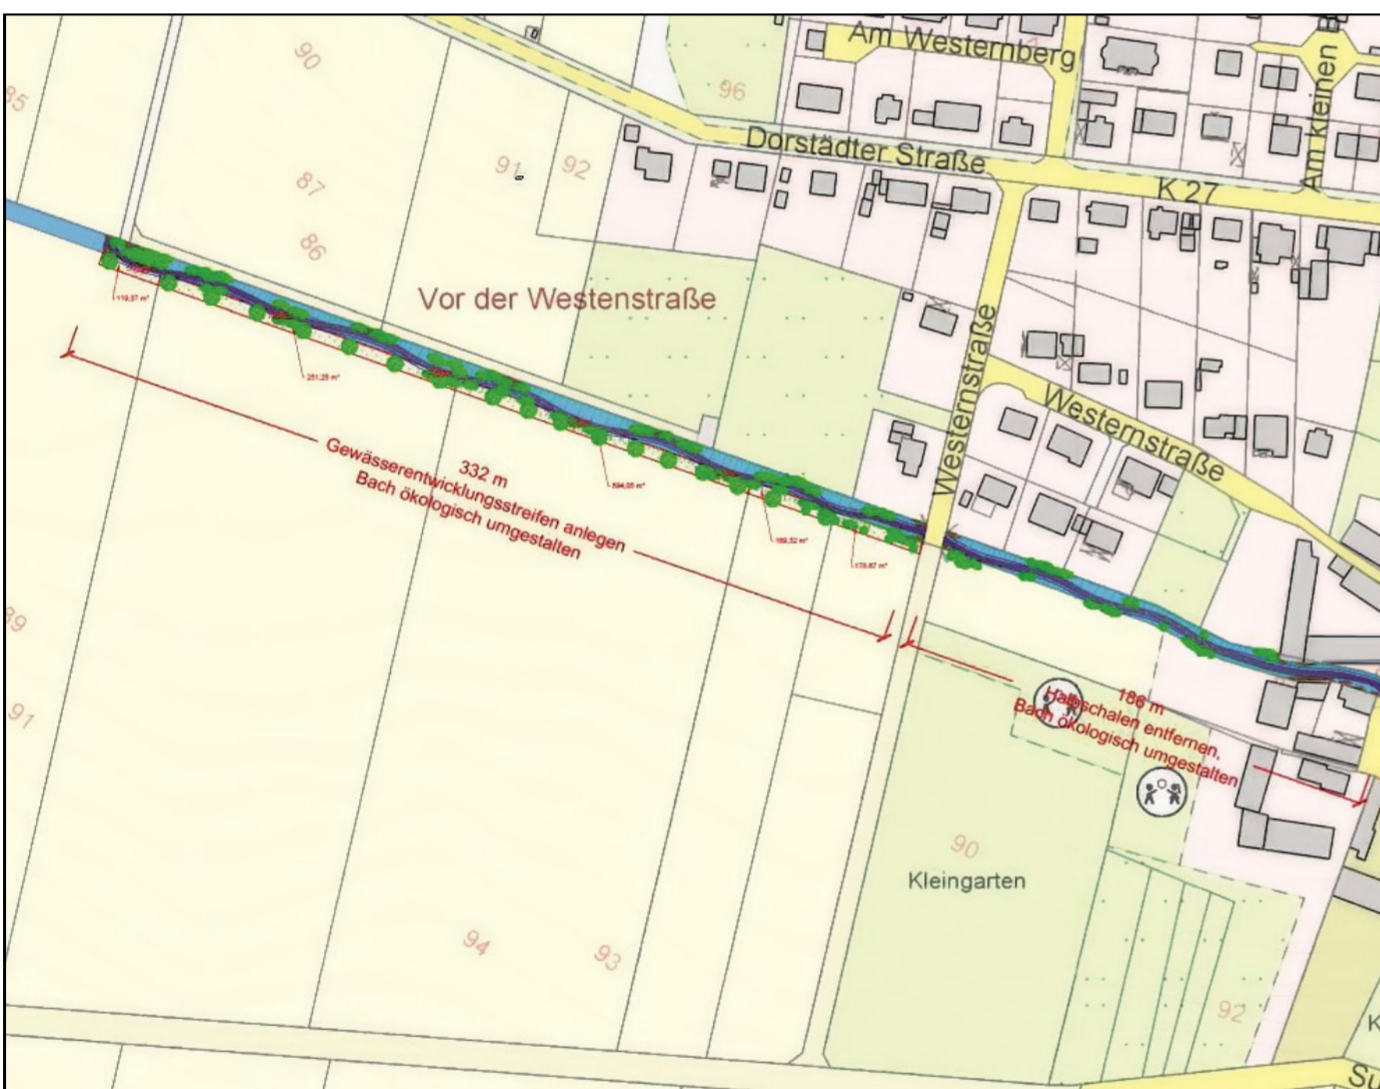 Am Westernberg
Am kleinen
90
85
96
Dorstädter Straße
91
92
K 27
87
86
Vor der Westenstraße
Westernstraße
Westernstraße
332 m
Gewässerentwicklungsstreifen anlegen
Bach ökologisch umgestalten
186 m
Halbschalen entfernen,
Bach ökologisch umgestalten
89
91
90
Kleingarten
94
93
92
K
Su